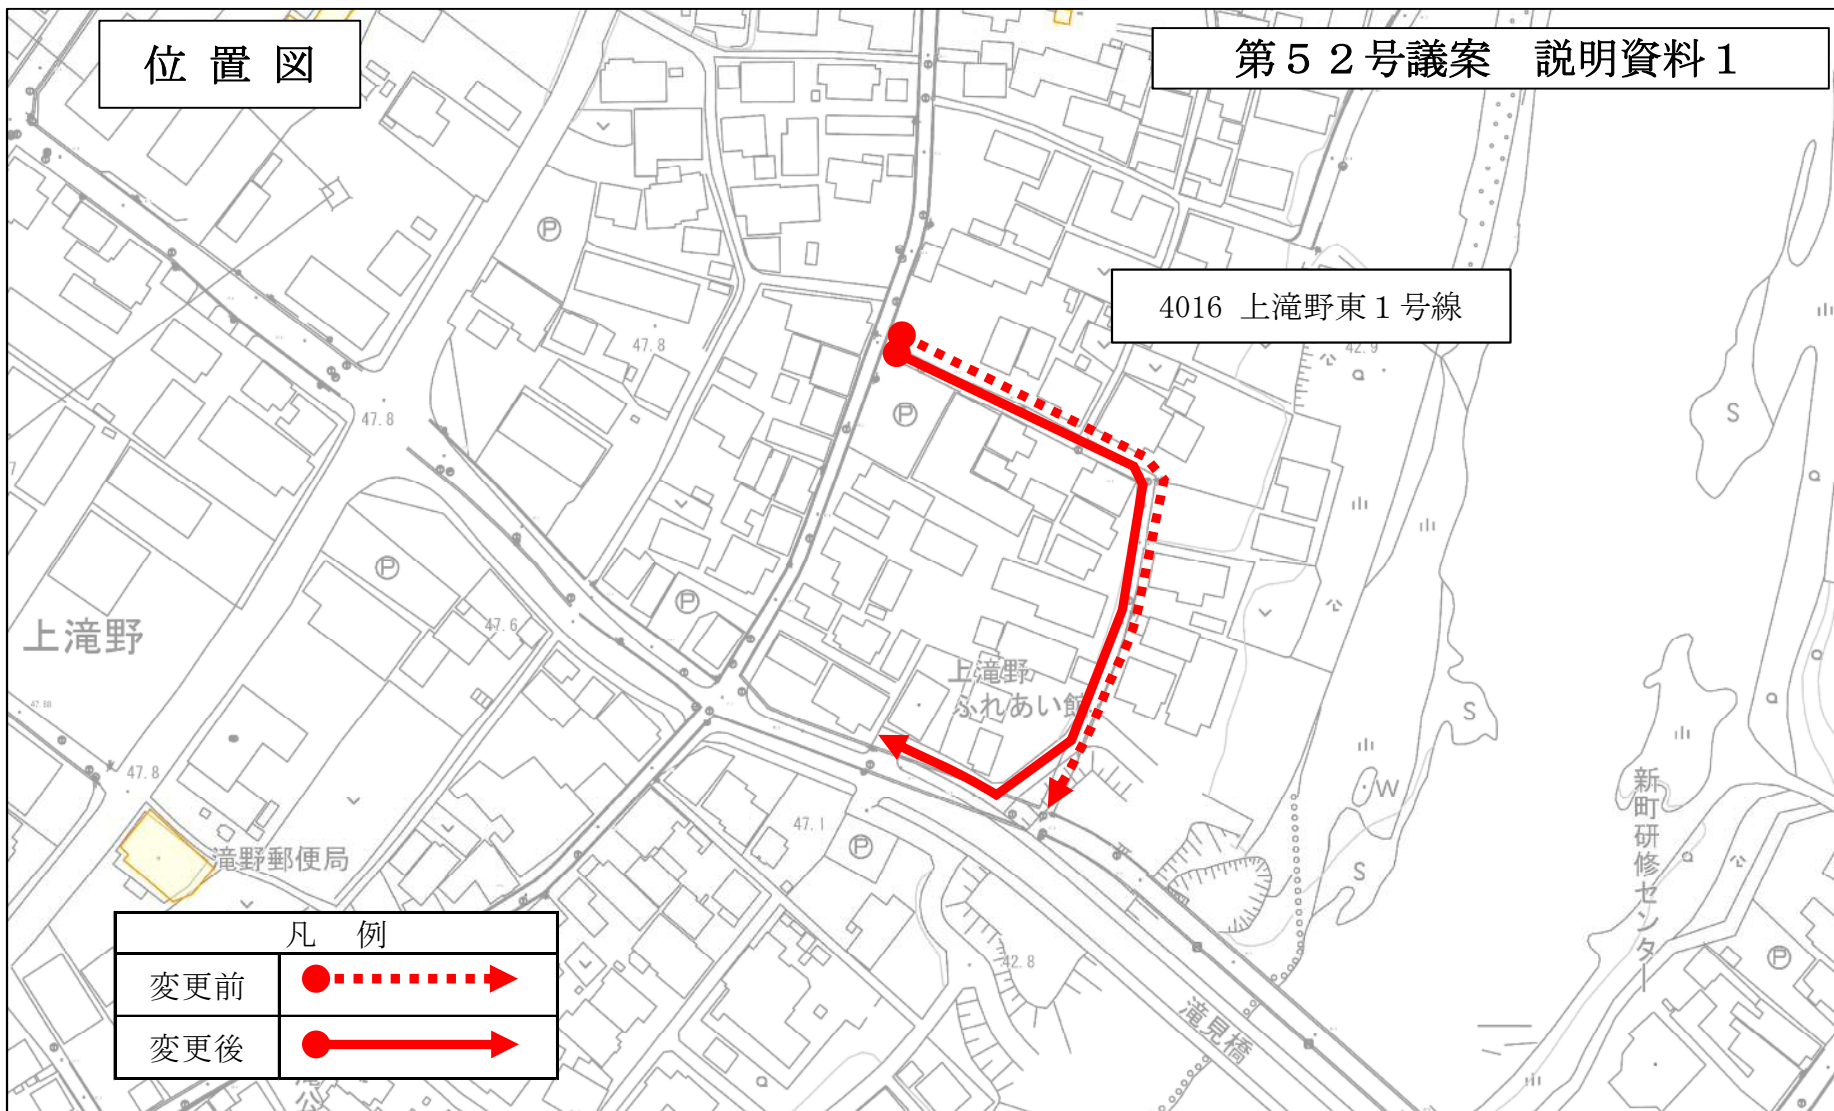 位置図
第５２号議案　説明資料１
4016 上滝野東１号線
47.8
42.9
47.8
S
上滝野
47.6
上滝野
ふれあい館
S
47.8
47.1
W
新町研修センター
滝野郵便局
S
42.8
滝見橋
凡　例
変更前
変更後
P
P
P
P
P
P